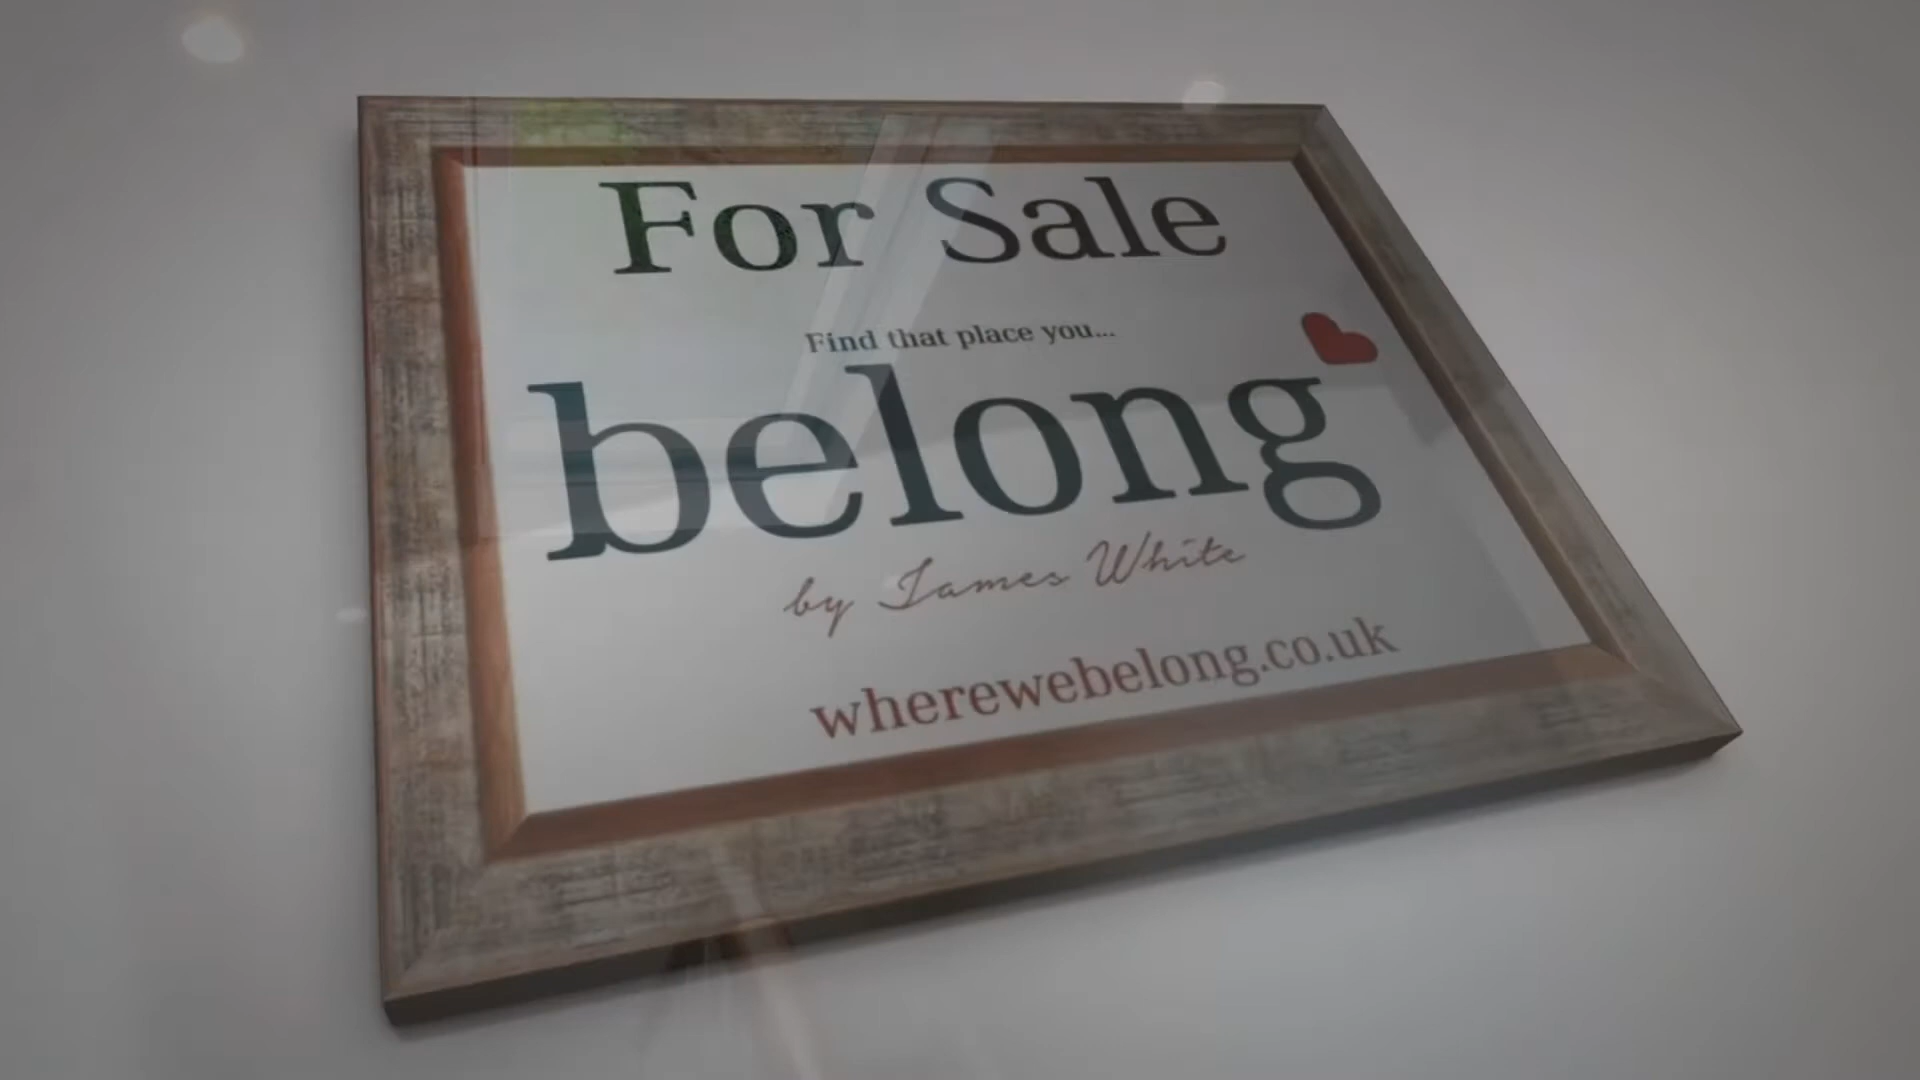 For Sale
Find that place you...
belong
by James White
wherewebelong.co.uk